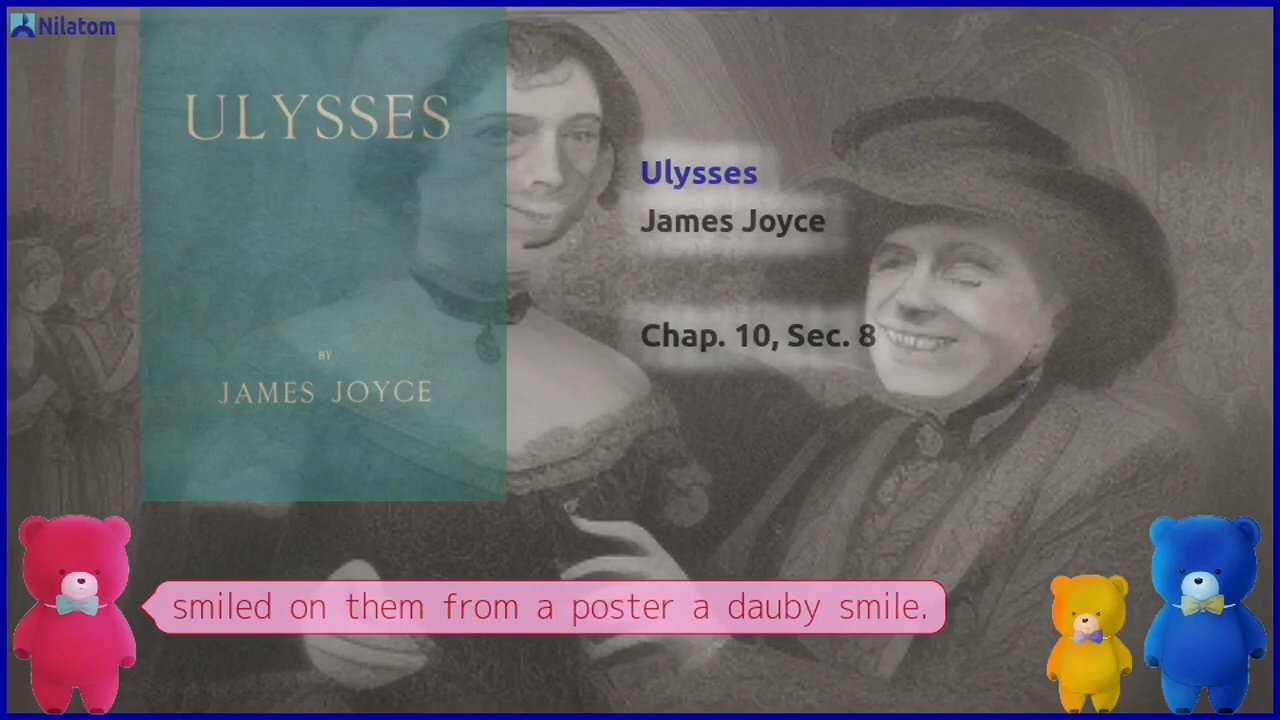 Nilatom
ULYSSES
BY
JAMES JOYCE
Ulysses
James Joyce
Chap. 10, Sec. 8
smiled on them from a poster a dauby smile.